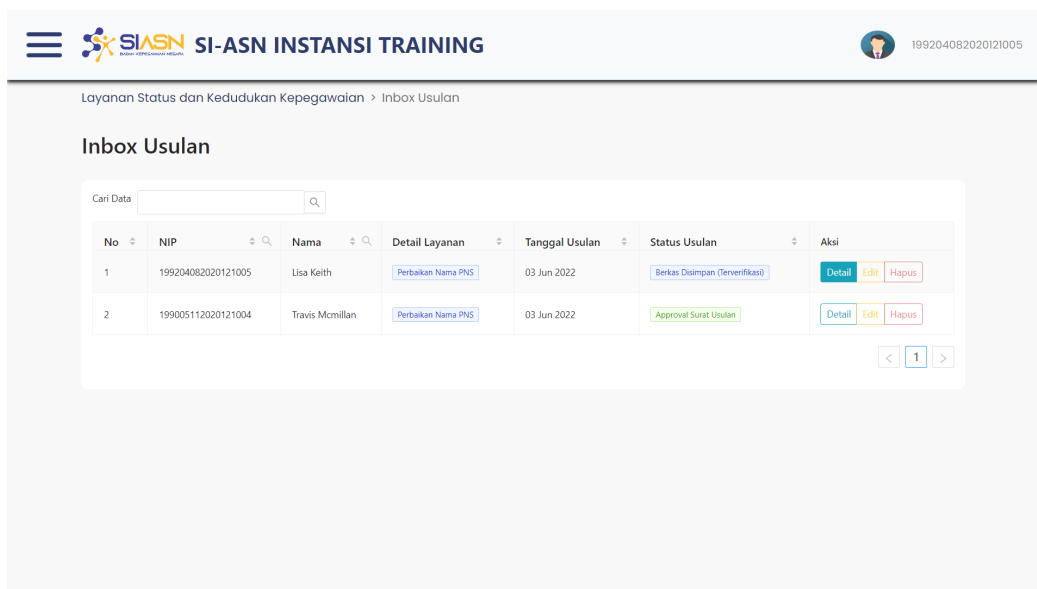 SIASN
BADAN KEPEGAWAIAN NEGARA
SI-ASN INSTANSI TRAINING
199204082020121005
Layanan Status dan Kedudukan Kepegawaian > Inbox Usulan
Inbox Usulan
Cari Data
No NIP Nama Detail Layanan Tanggal Usulan Status Usulan Aksi
1 199204082020121005 Lisa Keith Perbaikan Nama PNS 03 Jun 2022 Berkas Disimpan (Terverifikasi) Detail Edit Hapus
2 199005112020121004 Travis Mcmillan Perbaikan Nama PNS 03 Jun 2022 Approval Surat Usulan Detail Edit Hapus
< 1 >